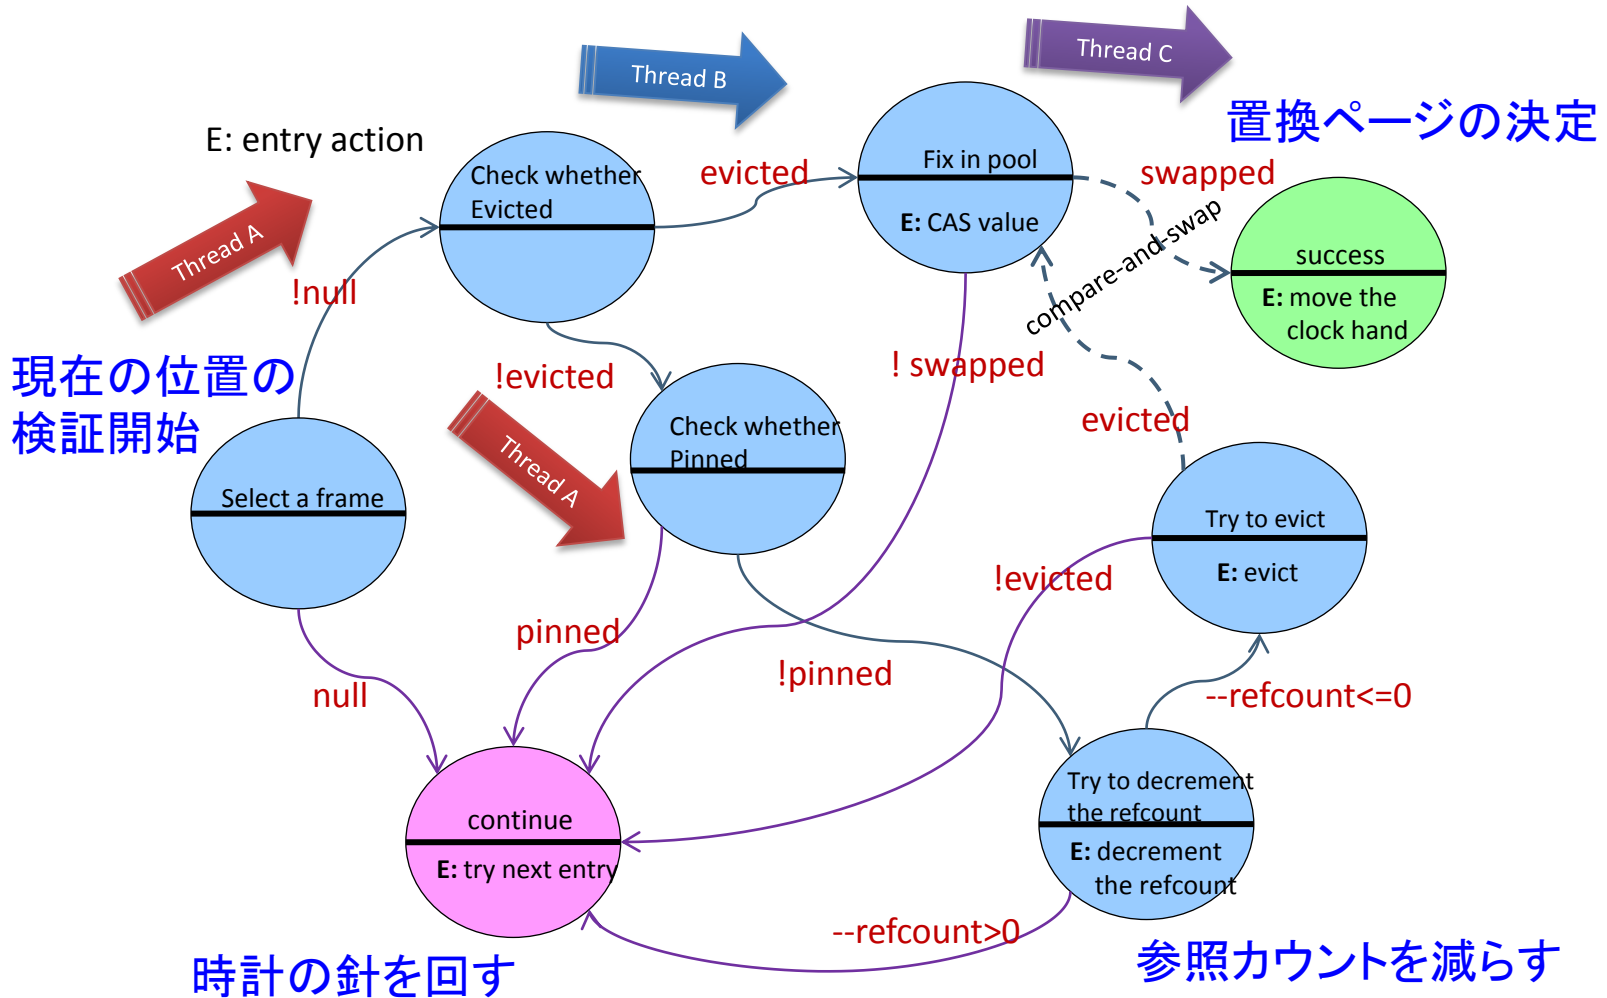 Thread B
Thread C
置換ページの決定
E: entry action
Thread A
Check whether
Evicted
evicted
Fix in pool
E: CAS value
swapped
compare-and-swap
success
E: move the
clock hand
!null
現在の位置の
検証開始
!evicted
! swapped
Thread A
Check whether
Pinned
evicted
Select a frame
Try to evict
E: evict
!evicted
pinned
!pinned
null
--refcount<=0
continue
E: try next entry
Try to decrement
the refcount
E: decrement
the refcount
--refcount>0
時計の針を回す
参照カウントを減らす